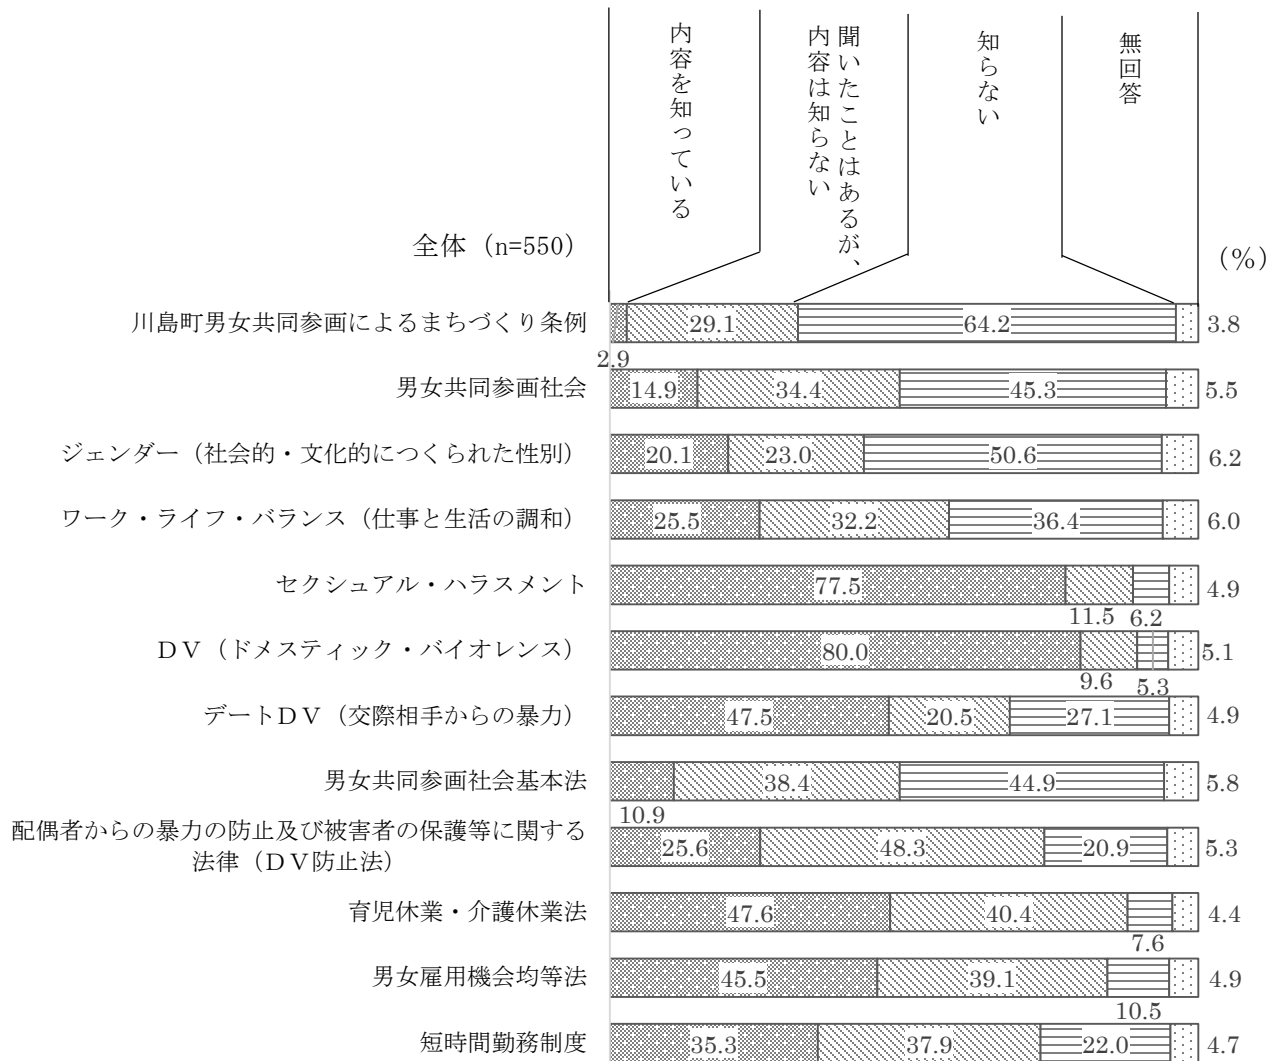 内容を知っている
聞いたことはあるが、
内容は知らない
知らない
無回答
全体（n=550）
（%）
川島町男女共同参画によるまちづくり条例
2.9
29.1
64.2
3.8
男女共同参画社会
14.9
34.4
45.3
5.5
ジェンダー（社会的・文化的につくられた性別）
20.1
23.0
50.6
6.2
ワーク・ライフ・バランス（仕事と生活の調和）
25.5
32.2
36.4
6.0
セクシュアル・ハラスメント
77.5
11.5
6.2
4.9
ＤＶ（ドメスティック・バイオレンス）
80.0
9.6
5.3
5.1
デートＤＶ（交際相手からの暴力）
47.5
20.5
27.1
4.9
男女共同参画社会基本法
10.9
38.4
44.9
5.8
配偶者からの暴力の防止及び被害者の保護等に関する
法律（ＤＶ防止法）
25.6
48.3
20.9
5.3
育児休業・介護休業法
47.6
40.4
7.6
4.4
男女雇用機会均等法
45.5
39.1
10.5
4.9
短時間勤務制度
35.3
37.9
22.0
4.7